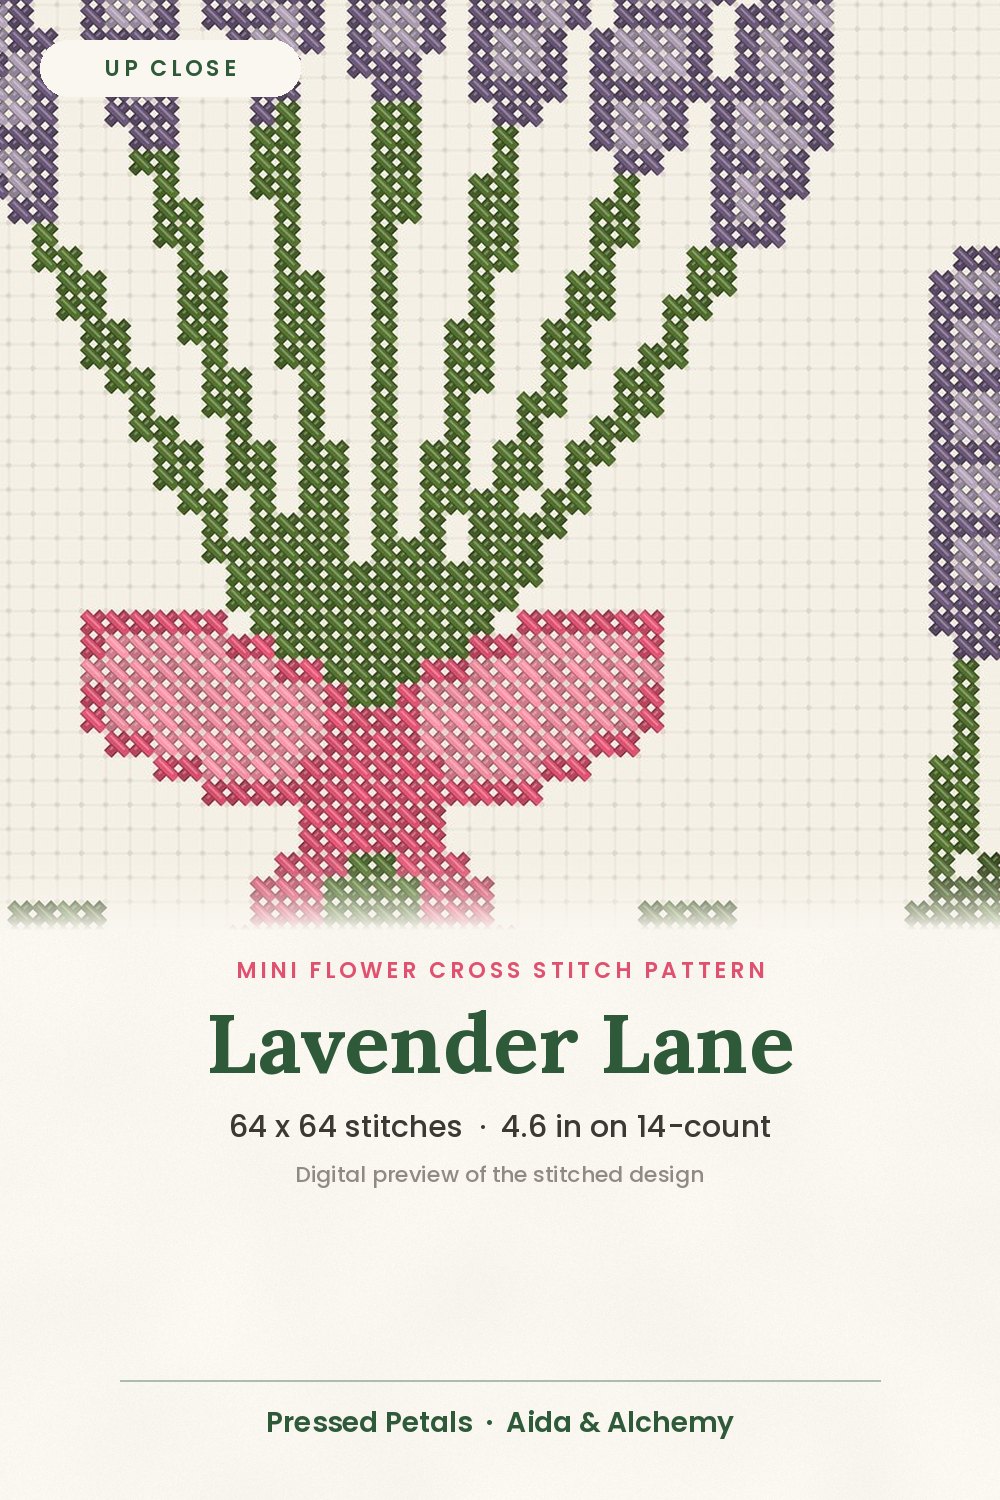 UP CLOSE
MINI FLOWER CROSS STITCH PATTERN
Lavender Lane
64 x 64 stitches · 4.6 in on 14-count
Digital preview of the stitched design
Pressed Petals · Aida & Alchemy